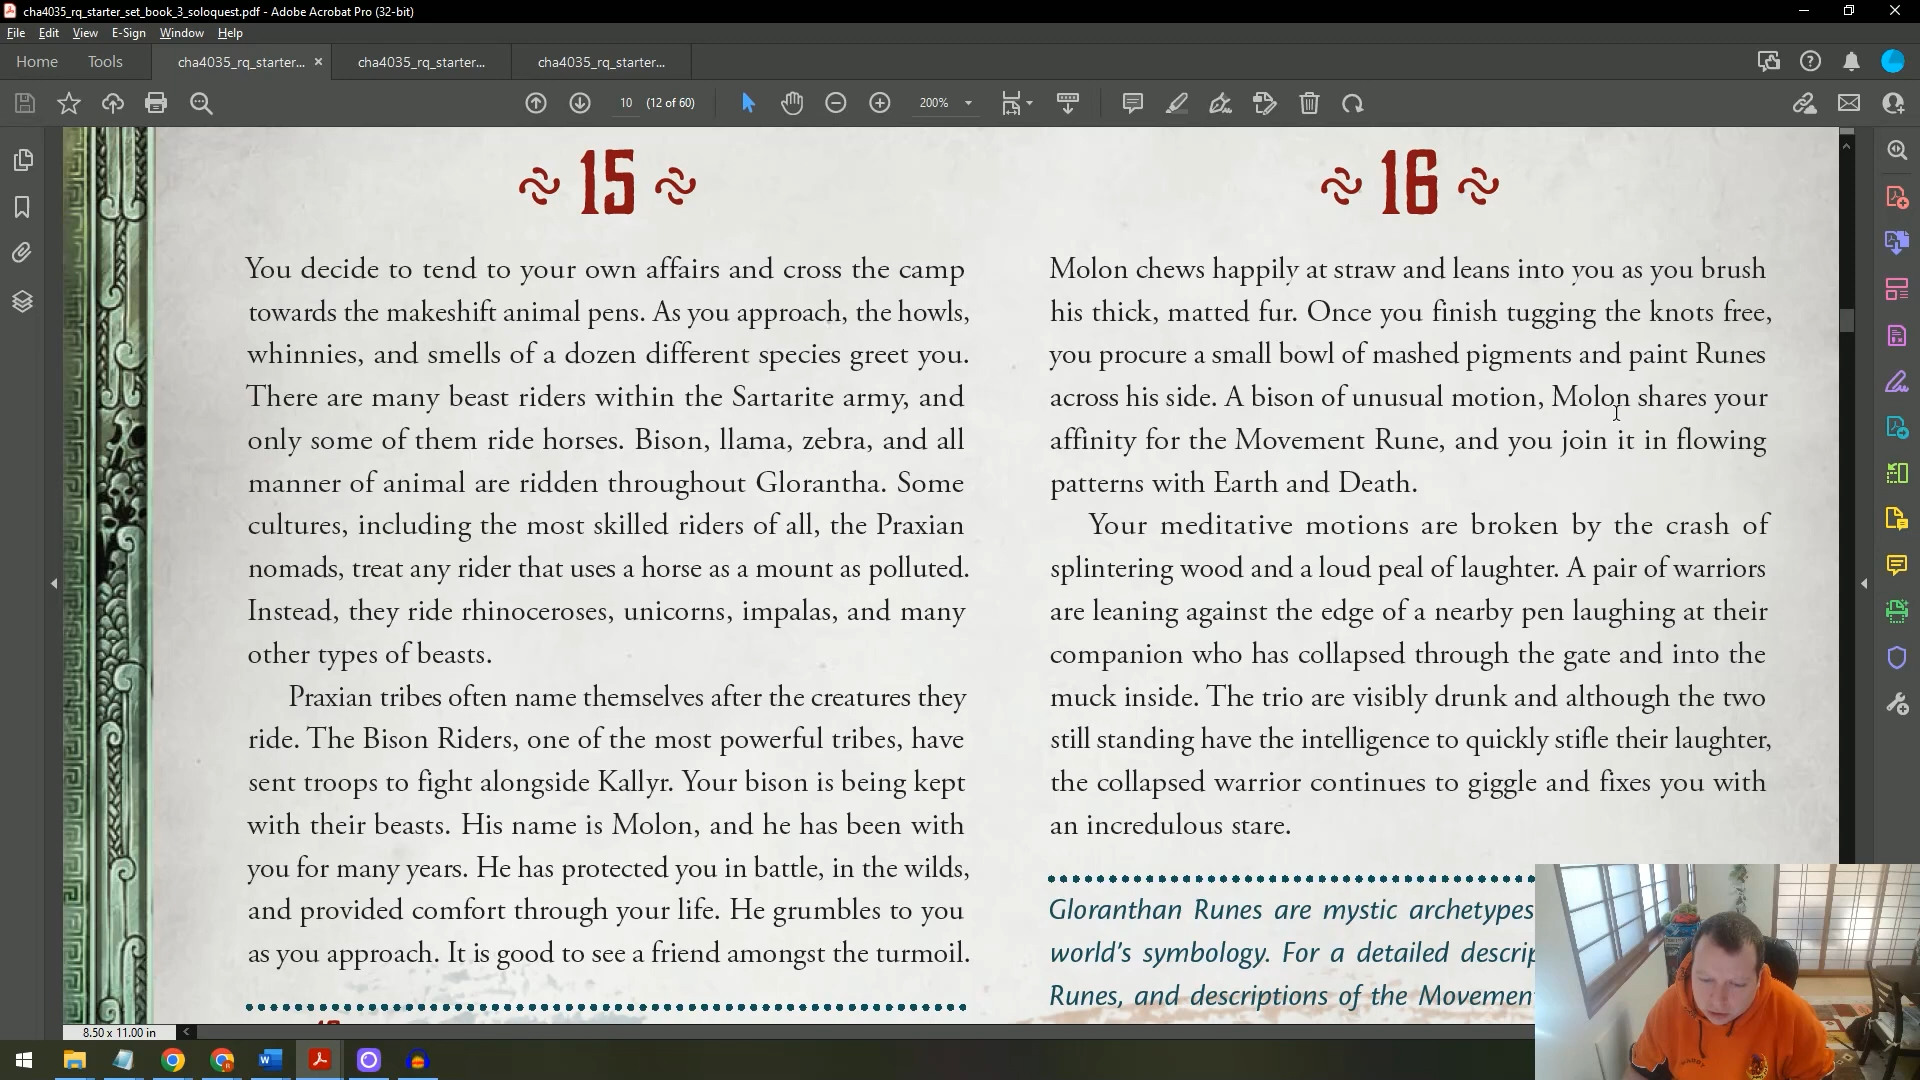 cha4035_rq_starter_set_book_3_soloquest.pdf - Adobe Acrobat Pro (32-bit)
File Edit View E-Sign Window Help
Home Tools cha4035_rq_starter... × cha4035_rq_starter... cha4035_rq_starter...
10 (12 of 60) 200%
15
You decide to tend to your own affairs and cross the camp
towards the makeshift animal pens. As you approach, the howls,
whinnies, and smells of a dozen different species greet you.
There are many beast riders within the Sartarite army, and
only some of them ride horses. Bison, llama, zebra, and all
manner of animal are ridden throughout Glorantha. Some
cultures, including the most skilled riders of all, the Praxian
nomads, treat any rider that uses a horse as a mount as polluted.
Instead, they ride rhinoceroses, unicorns, impalas, and many
other types of beasts.
Praxian tribes often name themselves after the creatures they
ride. The Bison Riders, one of the most powerful tribes, have
sent troops to fight alongside Kallyr. Your bison is being kept
with their beasts. His name is Molon, and he has been with
you for many years. He has protected you in battle, in the wilds,
and provided comfort through your life. He grumbles to you
as you approach. It is good to see a friend amongst the turmoil.
16
Molon chews happily at straw and leans into you as you brush
his thick, matted fur. Once you finish tugging the knots free,
you procure a small bowl of mashed pigments and paint Runes
across his side. A bison of unusual motion, Molon shares your
affinity for the Movement Rune, and you join it in flowing
patterns with Earth and Death.
Your meditative motions are broken by the crash of
splintering wood and a loud peal of laughter. A pair of warriors
are leaning against the edge of a nearby pen laughing at their
companion who has collapsed through the gate and into the
muck inside. The trio are visibly drunk and although the two
still standing have the intelligence to quickly stifle their laughter,
the collapsed warrior continues to giggle and fixes you with
an incredulous stare.
Gloranthan Runes are mystic archetypes
world's symbology. For a detailed descrip
Runes, and descriptions of the Movemen
8.50 x 11.00 in